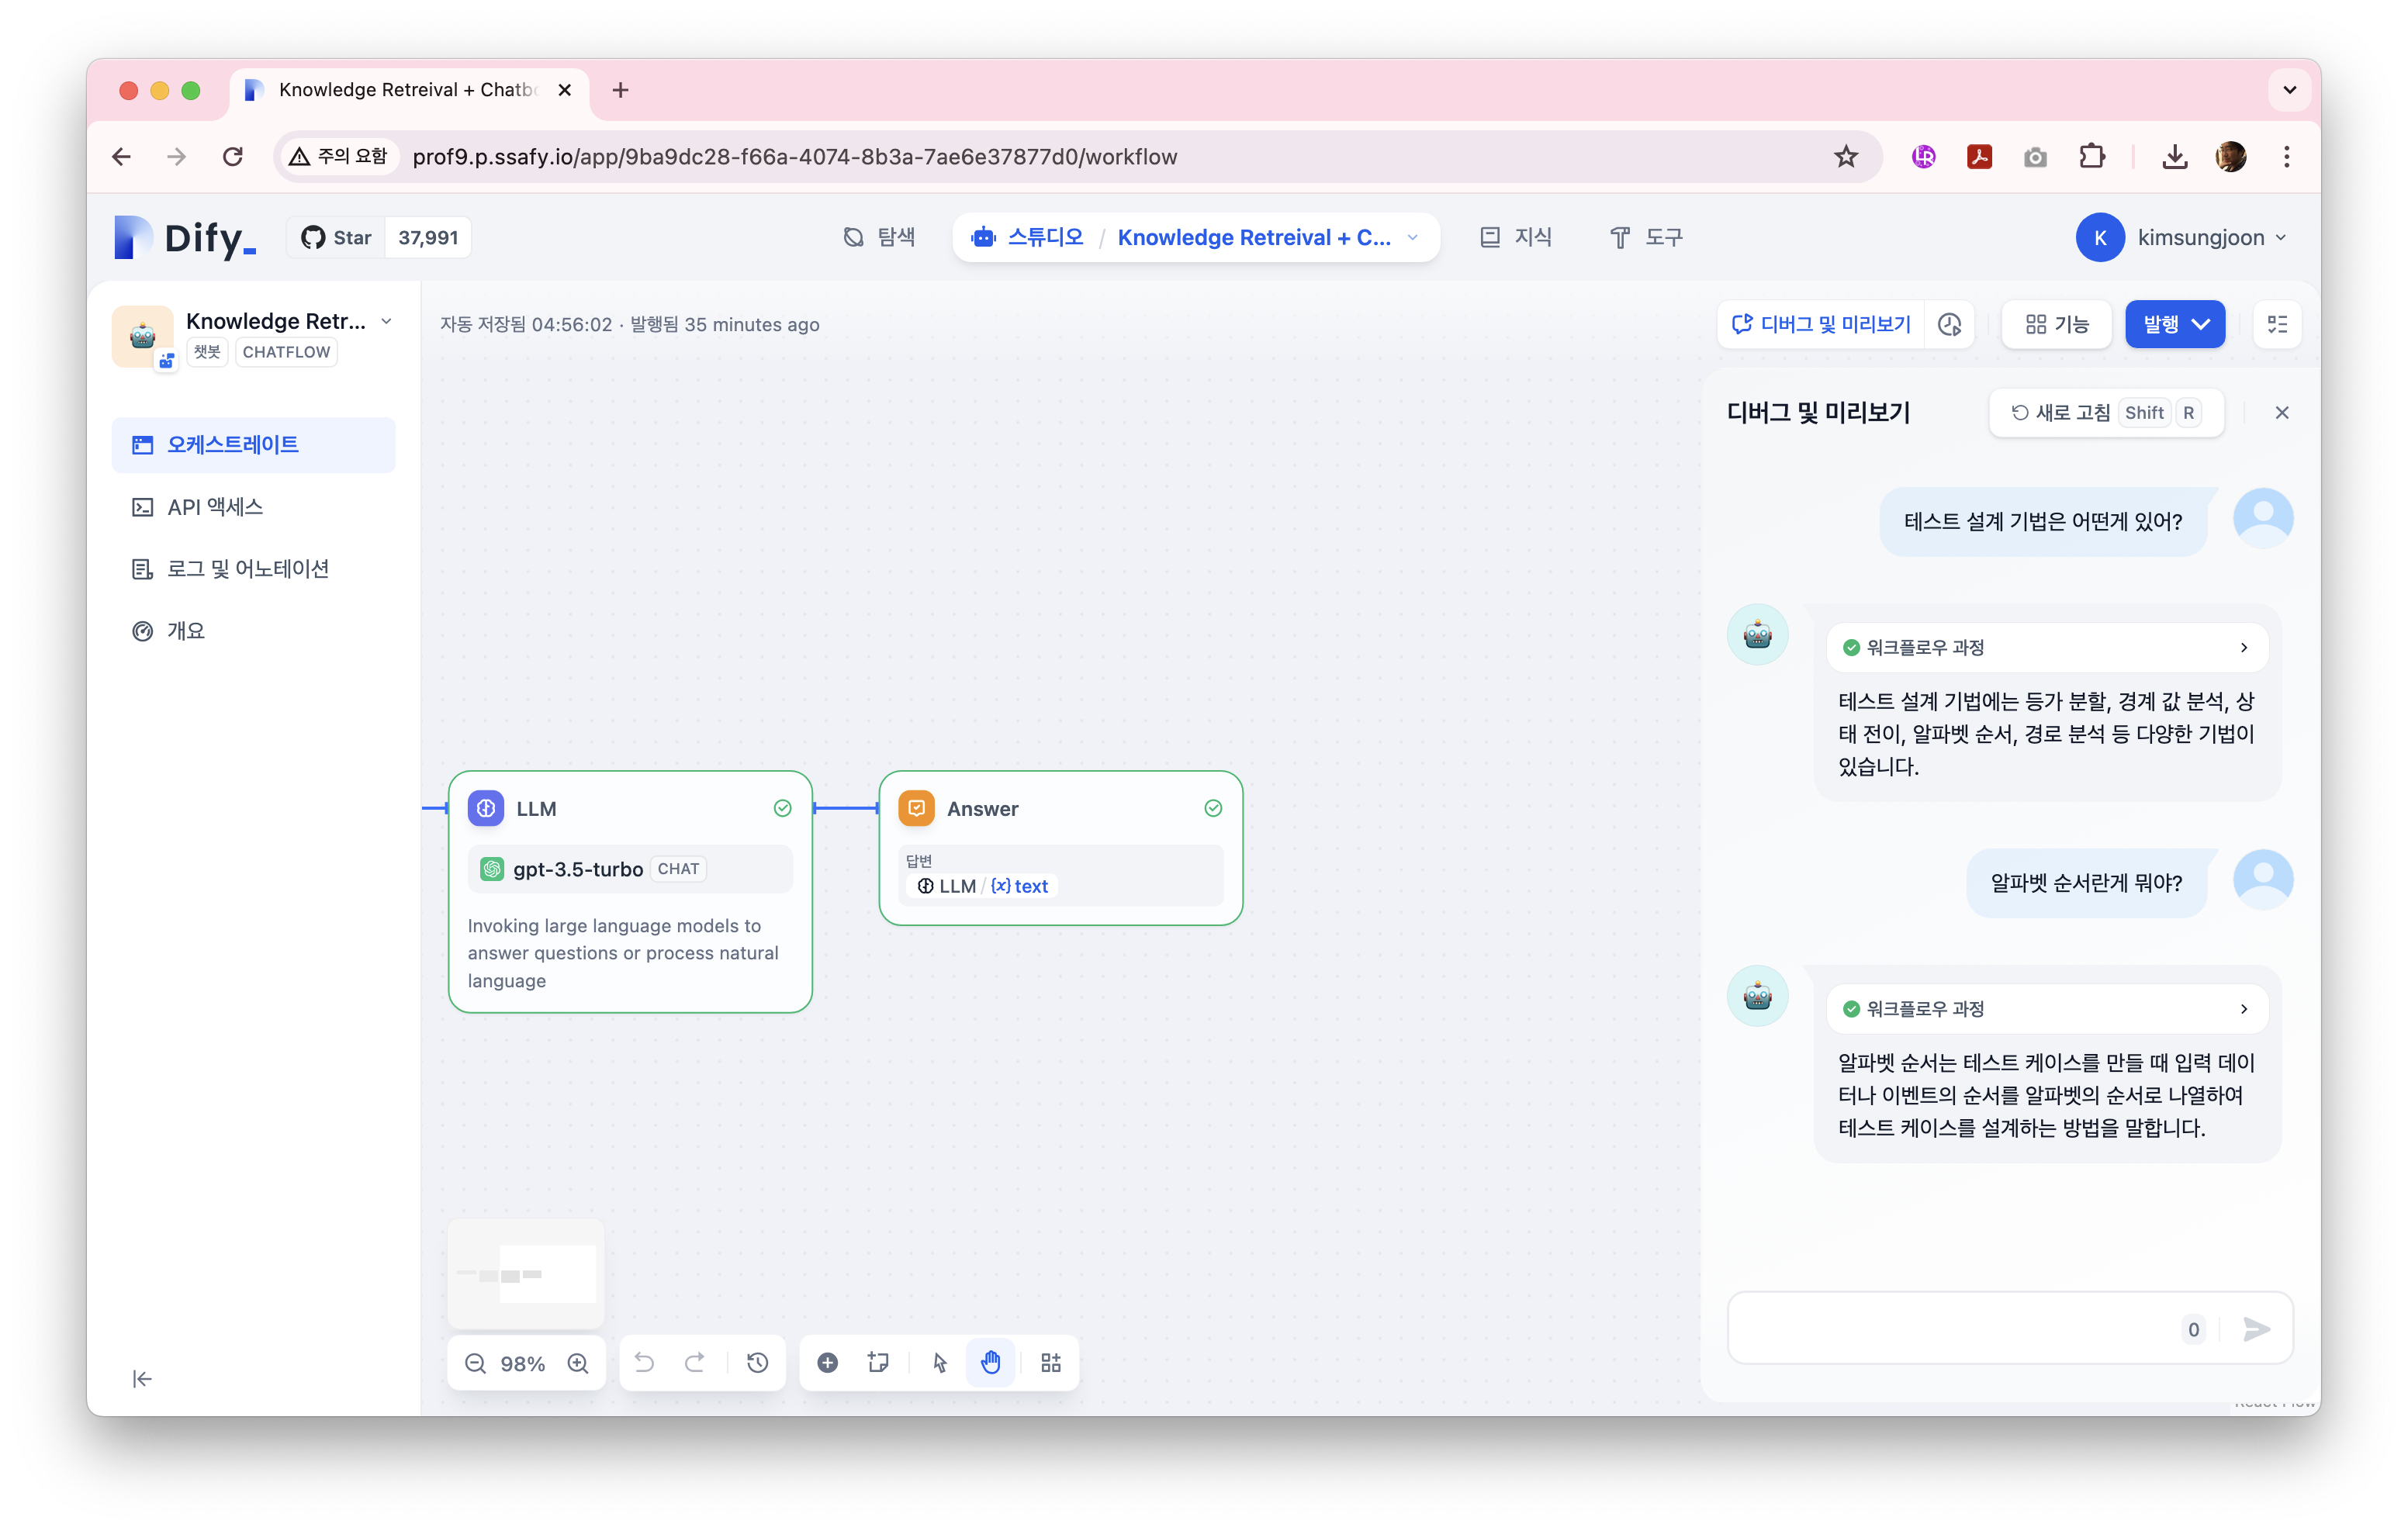 Knowledge Retreival + Chatb
주의 요함
prof9.p.ssafy.io/app/9ba9dc28-f66a-4074-8b3a-7ae6e37877d0/workflow
Dify_
Star 37,991
탐색
스튜디오 / Knowledge Retreival + C...
지식
도구
K kimsungjoon
Knowledge Retr...
챗봇 CHATFLOW
오케스트레이트
API 액세스
로그 및 어노테이션
개요
자동 저장됨 04:56:02 · 발행됨 35 minutes ago
디버그 및 미리보기
기능
발행
LLM
gpt-3.5-turbo CHAT
Invoking large language models to
answer questions or process natural
language
Answer
답변
LLM / {x} text
98%
디버그 및 미리보기
새로 고침 Shift R
테스트 설계 기법은 어떤게 있어?
워크플로우 과정
테스트 설계 기법에는 등가 분할, 경계 값 분석, 상
태 전이, 알파벳 순서, 경로 분석 등 다양한 기법이
있습니다.
알파벳 순서란게 뭐야?
워크플로우 과정
알파벳 순서는 테스트 케이스를 만들 때 입력 데이
터나 이벤트의 순서를 알파벳의 순서로 나열하여
테스트 케이스를 설계하는 방법을 말합니다.
0
React Flow